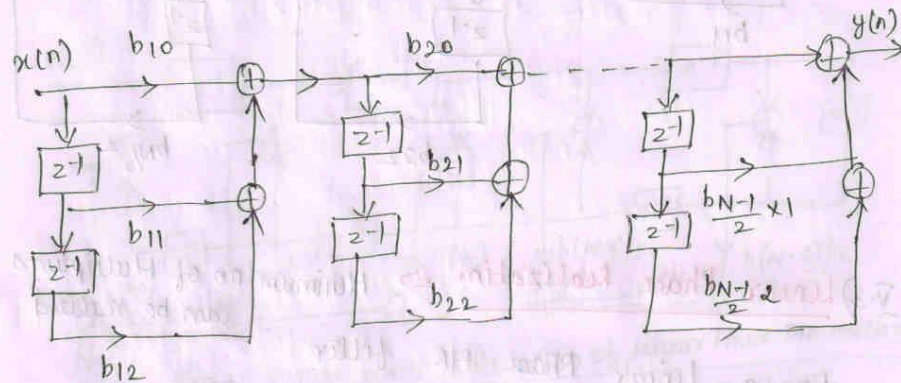 x(n) b10 b20 y(n)
z-1 z-1 z-1
b11 b21 bN-1/2 x1
z-1 z-1 z-1
b12 b22 bN-1/2 2